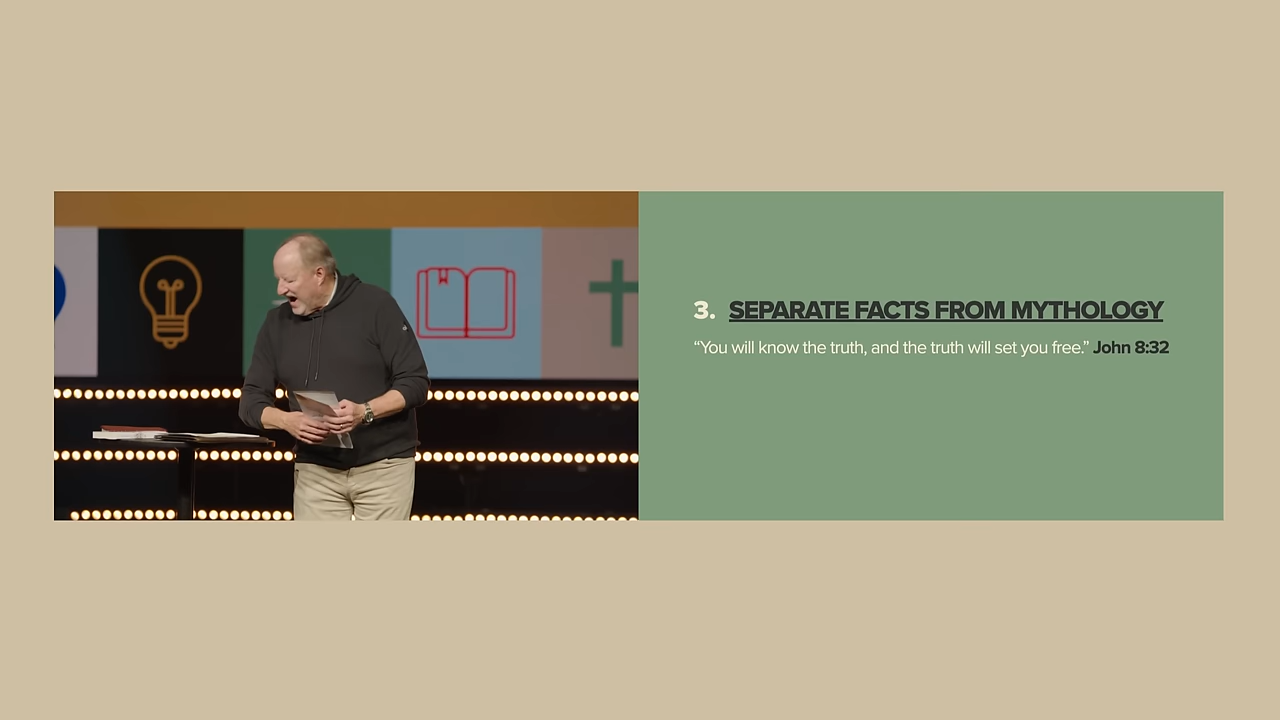 3. SEPARATE FACTS FROM MYTHOLOGY
“You will know the truth, and the truth will set you free.” John 8:32